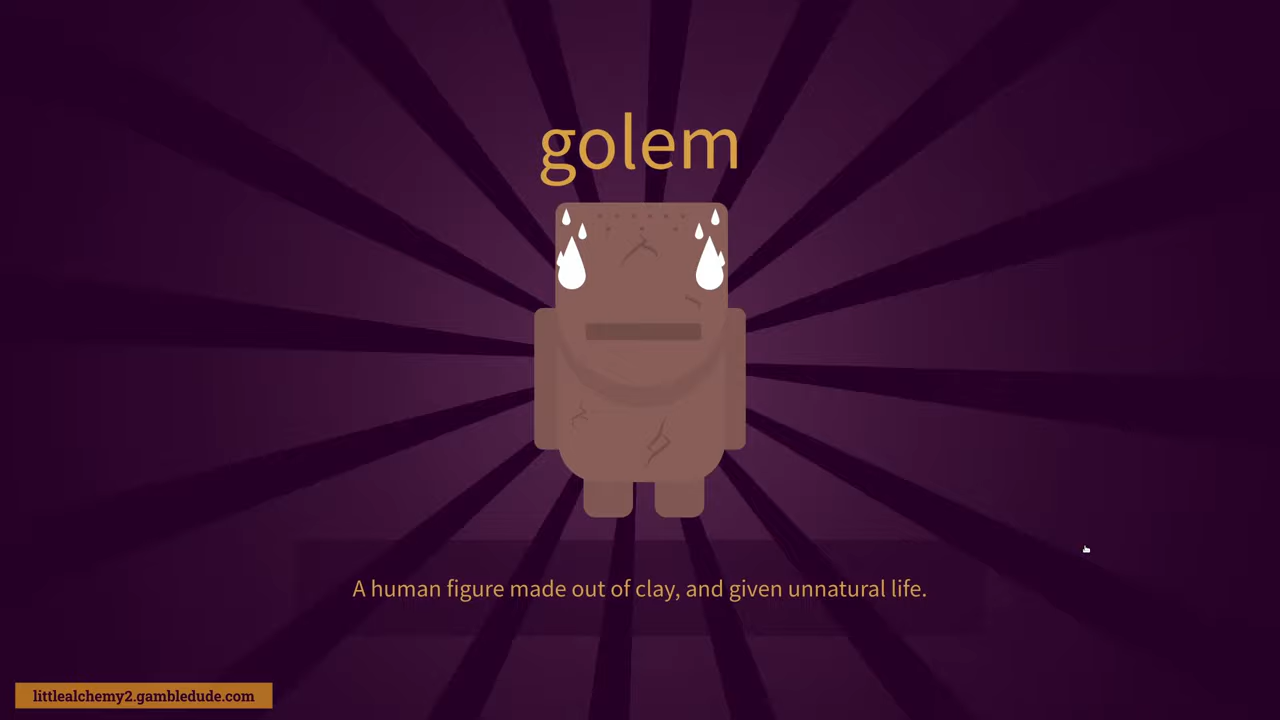 golem
A human figure made out of clay, and given unnatural life.
littlealchemy2.gambledude.com